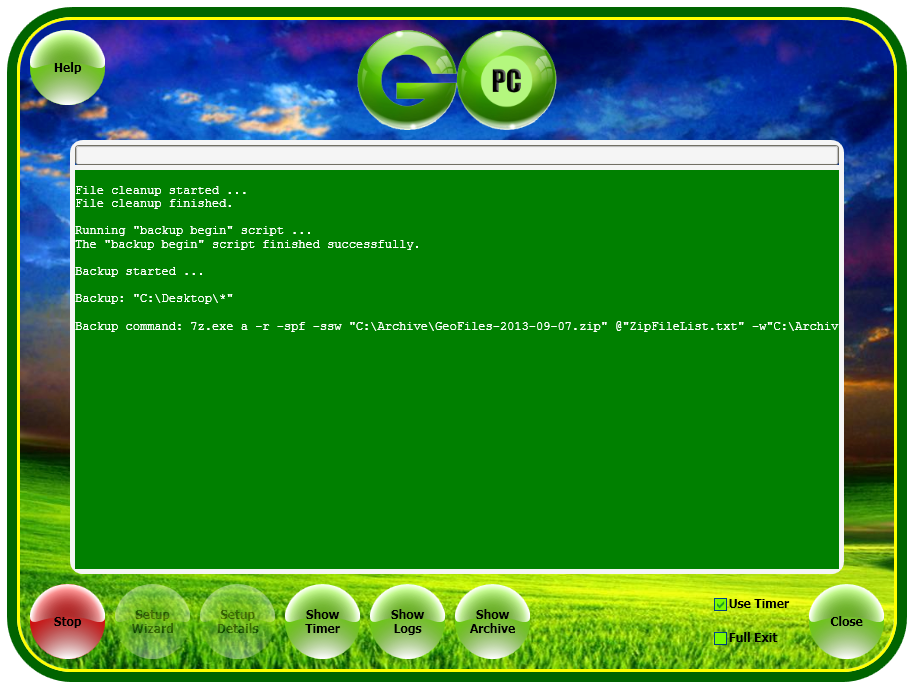 Help
GO
PC
File cleanup started ...
File cleanup finished.
Running "backup begin" script ...
The "backup begin" script finished successfully.
Backup started ...
Backup: "C:\Desktop\*"
Backup command: 7z.exe a -r -spf -ssw "C:\Archive\GeoFiles-2013-09-07.zip" @"ZipFileList.txt" -w"C:\Archiv
Stop
Setup
Wizard
Setup
Details
Show
Timer
Show
Logs
Show
Archive
Use Timer
Full Exit
Close